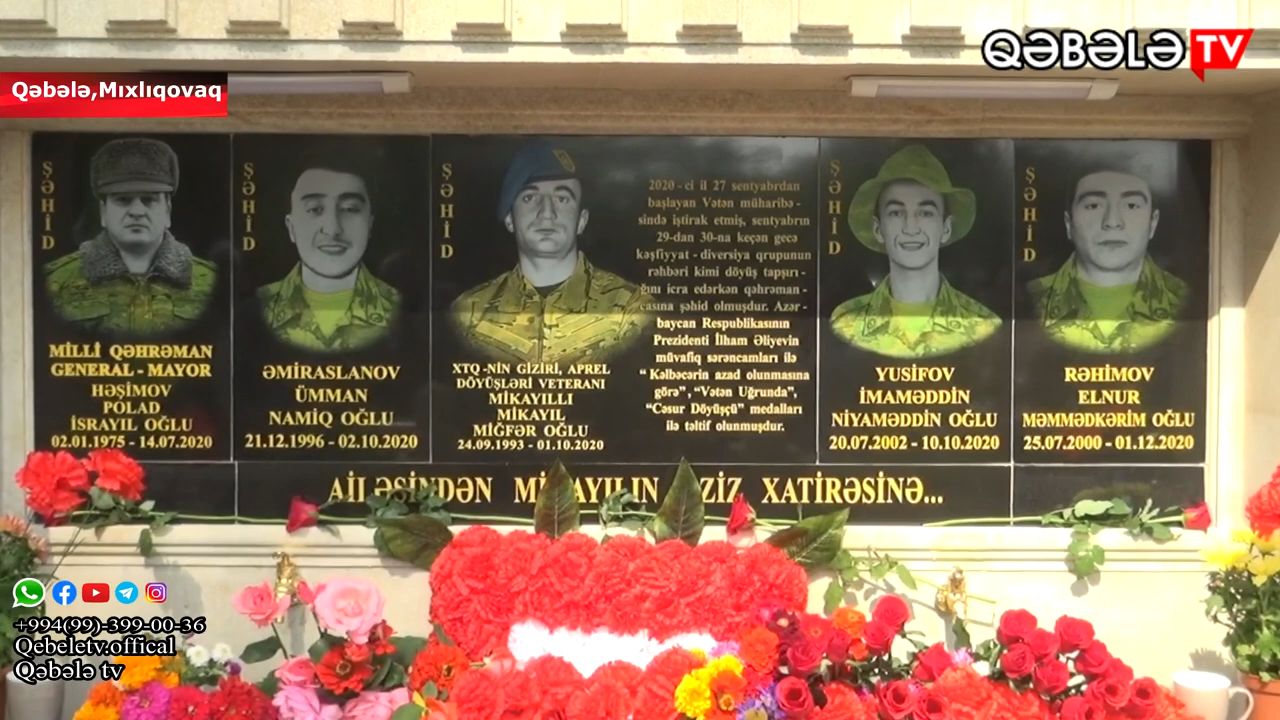 QƏBƏLƏ TV
Qəbələ,Mıxlıqovaq
ŞƏHİD
MİLLİ QƏHRƏMAN
GENERAL - MAYOR
HƏŞİMOV
POLAD
İSRAYIL OĞLU
02.01.1975 - 14.07.2020
ŞƏHİD
ƏMİRASLANOV
ÜMMAN
NAMİQ OĞLU
21.12.1996 - 02.10.2020
ŞƏHİD
XTQ -NİN GİZİRİ, APREL
DÖYÜŞLƏRİ VETERANI
MİKAYILLI
MİKAYIL
MİĞFƏR OĞLU
24.09.1993 - 01.10.2020
2020 - ci il 27 sentyabrdan
başlayan Vətən müharibə -
sində iştirak etmiş, sentyabrın
29-dan 30-na keçən gecə
kəşfiyyat - diversiya qrupunun
rəhbəri kimi döyüş tapşırı -
ğını icra edərkən qəhrəman -
casına şəhid olmuşdur. Azər -
baycan Respublikasının
Prezidenti İlham Əliyevin
müvafiq sərəncamları ilə
“ Kəlbəcərin azad olunmasına
görə”, “Vətən Uğrunda”,
“Cəsur Döyüşçü” medalları
ilə təltif olunmuşdur.
ŞƏHİD
YUSİFOV
İMAMƏDDİN
NİYAMƏDDİN OĞLU
20.07.2002 - 10.10.2020
ŞƏHİD
RƏHİMOV
ELNUR
MƏMMƏDKƏRİM OĞLU
25.07.2000 - 01.12.2020
AİLƏSİNDƏN MİKAYILIN ƏZİZ XATİRƏSİNƏ...
+994(99)-399-00-36
Qebeletv.offical
Qəbələ tv